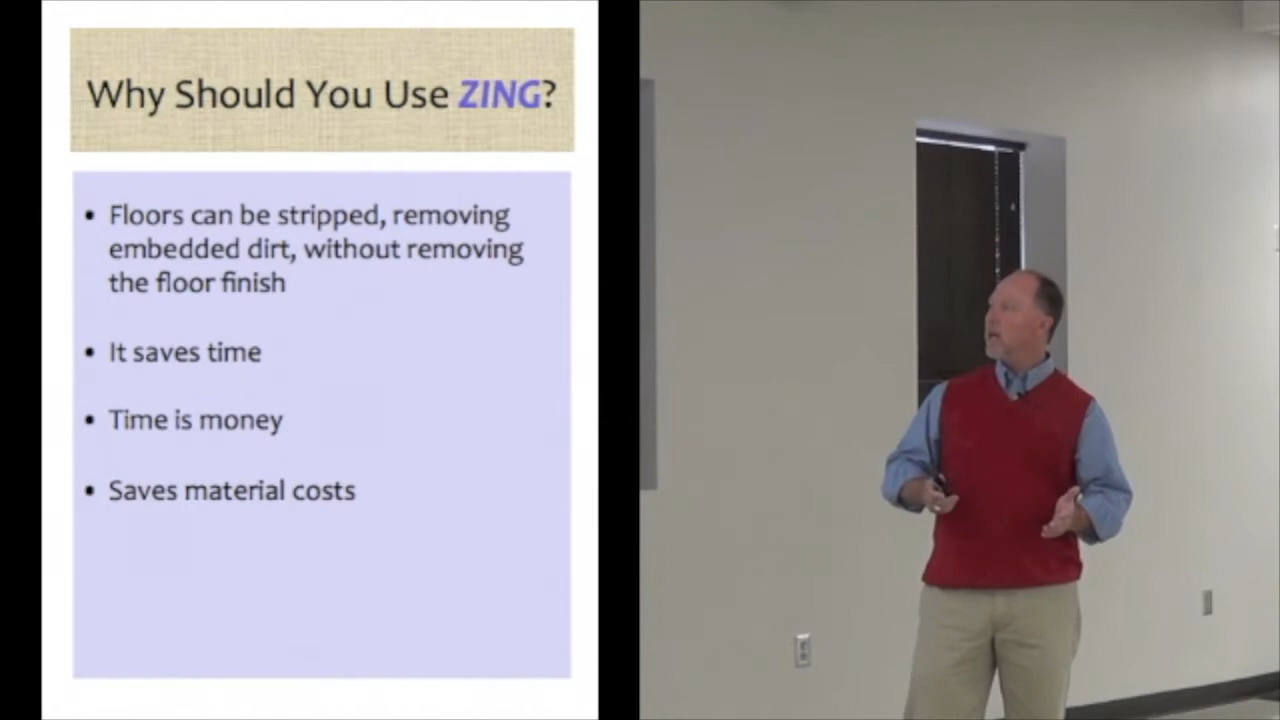 Why Should You Use ZING?
• Floors can be stripped, removing
embedded dirt, without removing
the floor finish
• It saves time
• Time is money
• Saves material costs